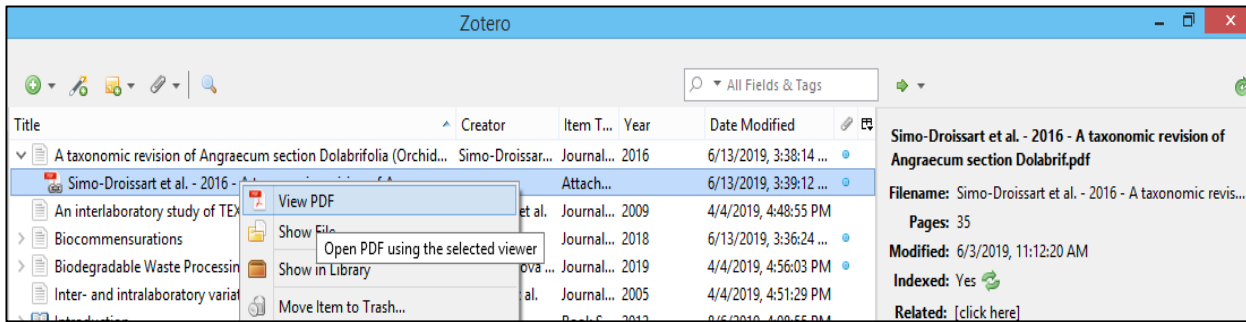 Zotero
All Fields & Tags
Title Creator Item T... Year Date Modified
A taxonomic revision of Angraecum section Dolabrifolia (Orchid... Simo-Droissar... Journal... 2016 6/13/2019, 3:38:14 ...
Simo-Droissart et al. - 2016 - Attach... 6/13/2019, 3:39:12 ...
An interlaboratory study of TEX et al. Journal... 2009 4/4/2019, 4:48:55 PM
Biocommensurations Journal... 2018 6/13/2019, 3:36:24 ...
Biodegradable Waste Processin ova ... Journal... 2019 4/4/2019, 4:56:03 PM
Inter- and intralaboratory variat al. Journal... 2005 4/4/2019, 4:51:29 PM
View PDF
Show File
Open PDF using the selected viewer
Show in Library
Move Item to Trash...
Simo-Droissart et al. - 2016 - A taxonomic revision of
Angraecum section Dolabrif.pdf
Filename: Simo-Droissart et al. - 2016 - A taxonomic revis...
Pages: 35
Modified: 6/3/2019, 11:12:20 AM
Indexed: Yes
Related: [click here]